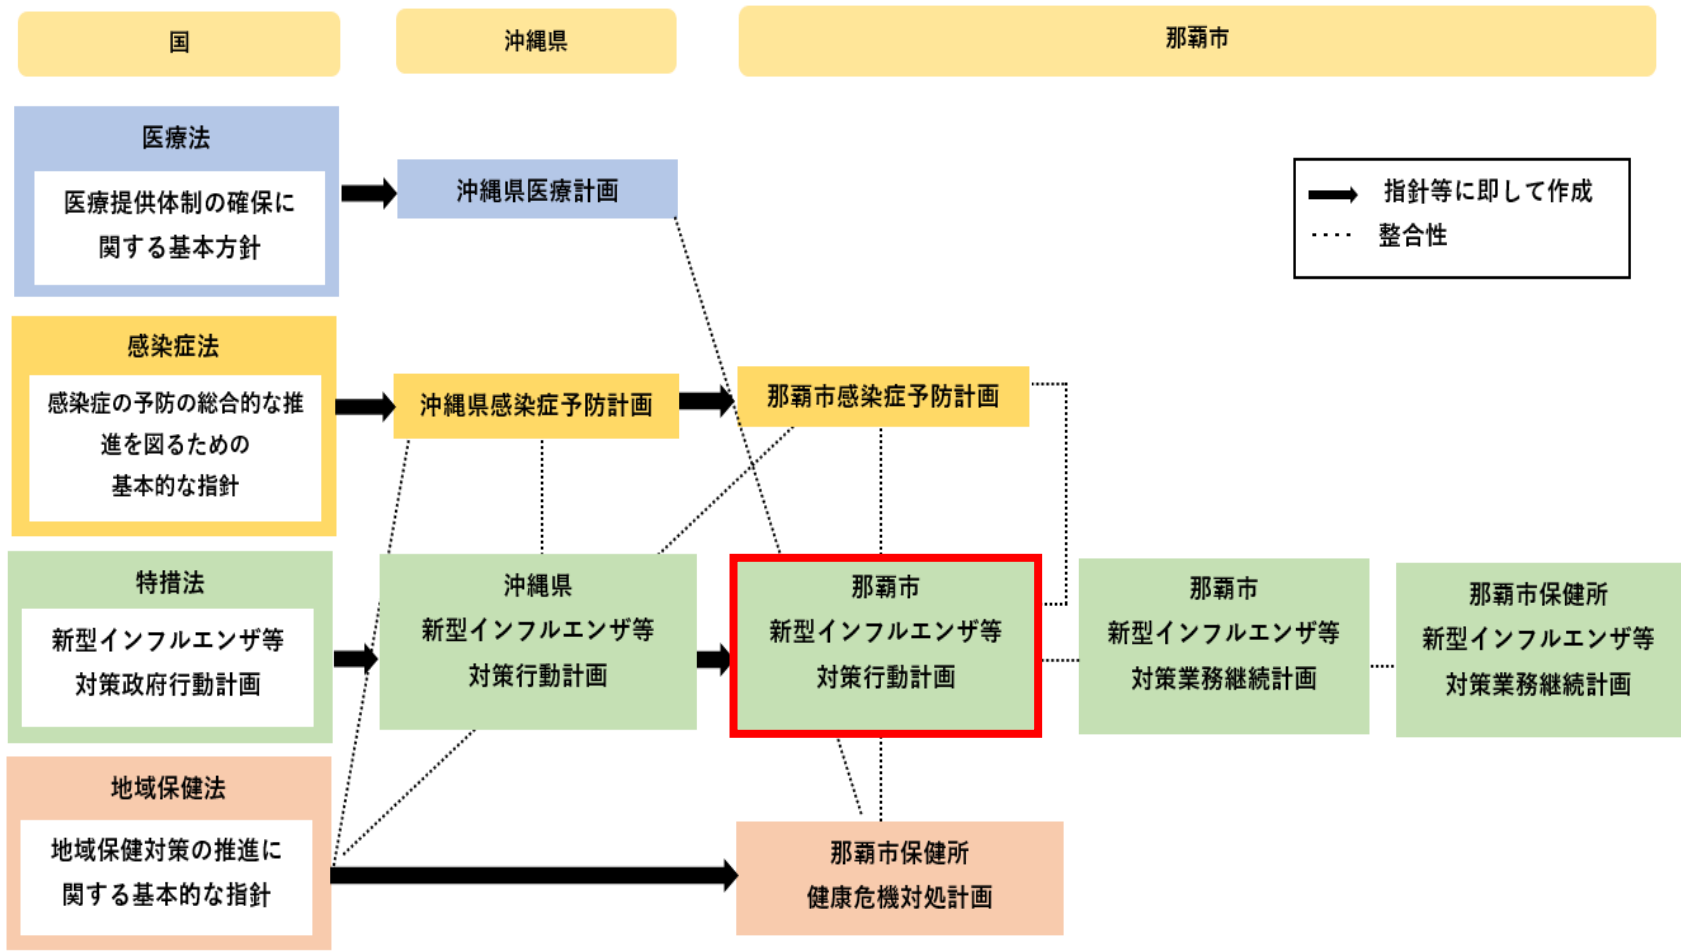 国
沖縄県
那覇市
医療法
医療提供体制の確保に
関する基本方針
沖縄県医療計画
指針等に即して作成
整合性
感染症法
感染症の予防の総合的な推
進を図るための
基本的な指針
沖縄県感染症予防計画
那覇市感染症予防計画
特措法
新型インフルエンザ等
対策政府行動計画
沖縄県
新型インフルエンザ等
対策行動計画
那覇市
新型インフルエンザ等
対策行動計画
那覇市
新型インフルエンザ等
対策業務継続計画
那覇市保健所
新型インフルエンザ等
対策業務継続計画
地域保健法
地域保健対策の推進に
関する基本的な指針
那覇市保健所
健康危機対処計画